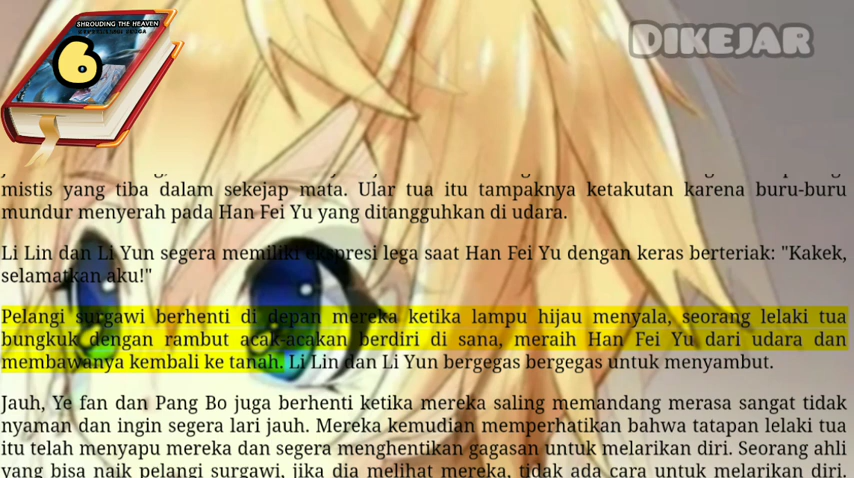 SHROUDING THE HEAVEN
6
DIKEJAR
mistis yang tiba dalam sekejap mata. Ular tua itu tampaknya ketakutan karena buru-buru
mundur menyerah pada Han Fei Yu yang ditangguhkan di udara.
Li Lin dan Li Yun segera memiliki ekspresi lega saat Han Fei Yu dengan keras berteriak: "Kakek,
selamatkan aku!"
Pelangi surgawi berhenti di depan mereka ketika lampu hijau menyala, seorang lelaki tua
bungkuk dengan rambut acak-acakan berdiri di sana, meraih Han Fei Yu dari udara dan
membawanya kembali ke tanah. Li Lin dan Li Yun bergegas bergegas untuk menyambut.
Jauh, Ye fan dan Pang Bo juga berhenti ketika mereka saling memandang merasa sangat tidak
nyaman dan ingin segera lari jauh. Mereka kemudian memperhatikan bahwa tatapan lelaki tua
itu telah menyapu mereka dan segera menghentikan gagasan untuk melarikan diri. Seorang ahli
yang bisa naik pelangi surgawi, jika dia melihat mereka, tidak ada cara untuk melarikan diri.